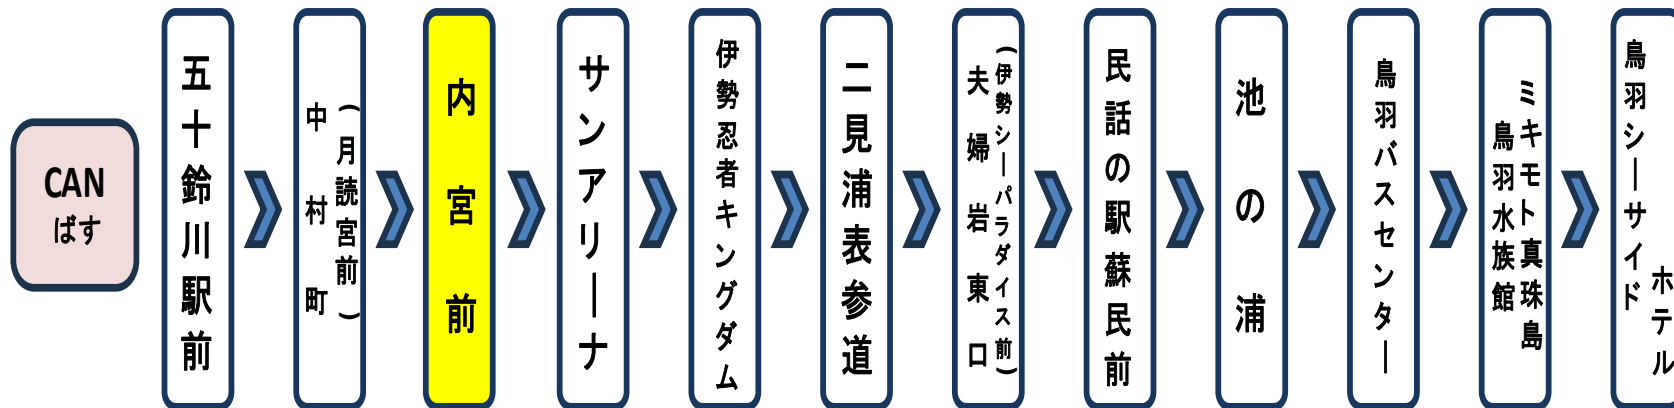 CAN
ばす
五十鈴川駅前
中村町
(月読宮前)
内宮前
サンアリーナ
伊勢忍者キングダム
二見浦表参道
夫婦岩東口
(伊勢シーパラダイス前)
民話の駅蘇民前
池の浦
鳥羽バスセンター
ミキモト真珠島
鳥羽水族館
鳥羽シーサイド
ホテル